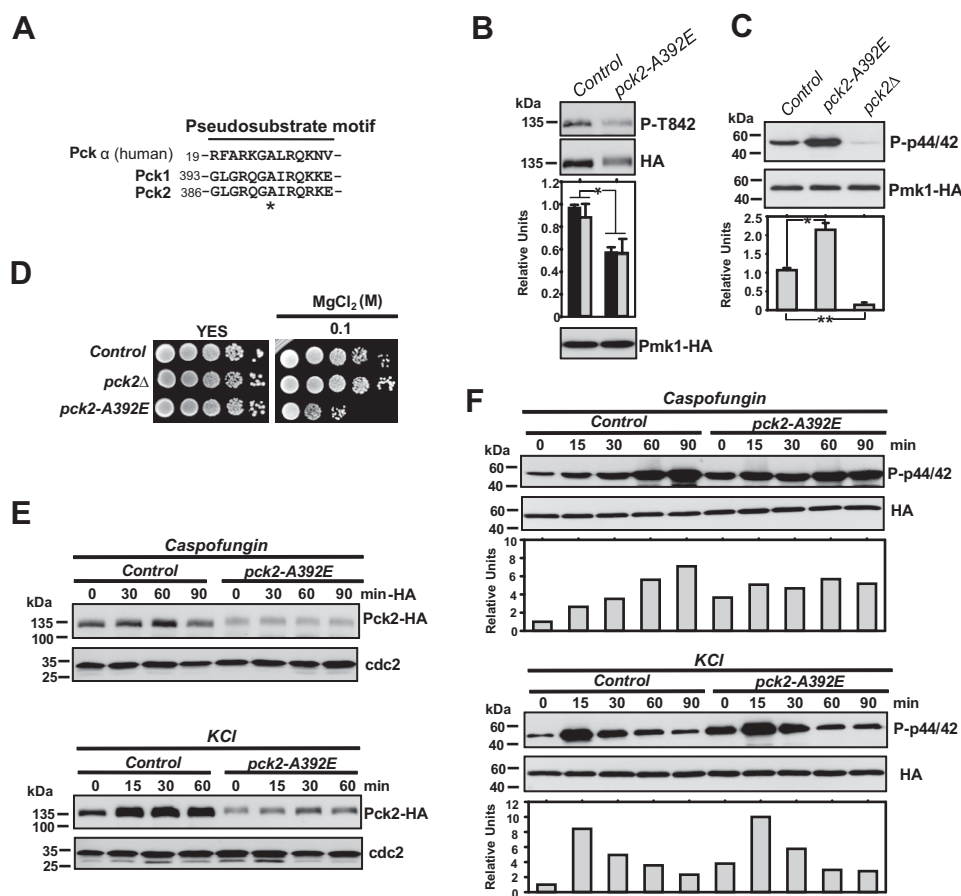 A
Pseudosubstrate motif
Pck α (human) 19-RFARKGALRQKNV-
Pck1 393-GLGRQGAIRQKKE-
Pck2 386-GLGRQGAIRQRKE-
*
B
Control pck2-A392E
kDa
135 P-T842
135 HA
Relative Units
1.2
1.0
0.8
0.6
0.4
0.2
0
*
Pmk1-HA
C
Control pck2-A392E pck2Δ
kDa
60
40
P-p44/42
60
40
Pmk1-HA
Relative Units
2.5
2.0
1.5
1.0
0.5
0
*
**
D
MgCl2 (M)
YES 0.1
Control
pck2Δ
pck2-A392E
E
Caspofungin
Control pck2-A392E
0 30 60 90 0 30 60 90 min-HA
kDa
135
100
Pck2-HA
35
25
cdc2
KCl
Control pck2-A392E
0 15 30 60 0 15 30 60 min
kDa
135
100
Pck2-HA
35
25
cdc2
F
Caspofungin
Control pck2-A392E
0 15 30 60 90 0 15 30 60 90 min
kDa
60
40
P-p44/42
60
40
HA
Relative Units
10
8
6
4
2
0
KCl
Control pck2-A392E
0 15 30 60 90 0 15 30 60 90 min
kDa
60
40
P-p44/42
60
40
HA
Relative Units
12
10
8
6
4
2
0